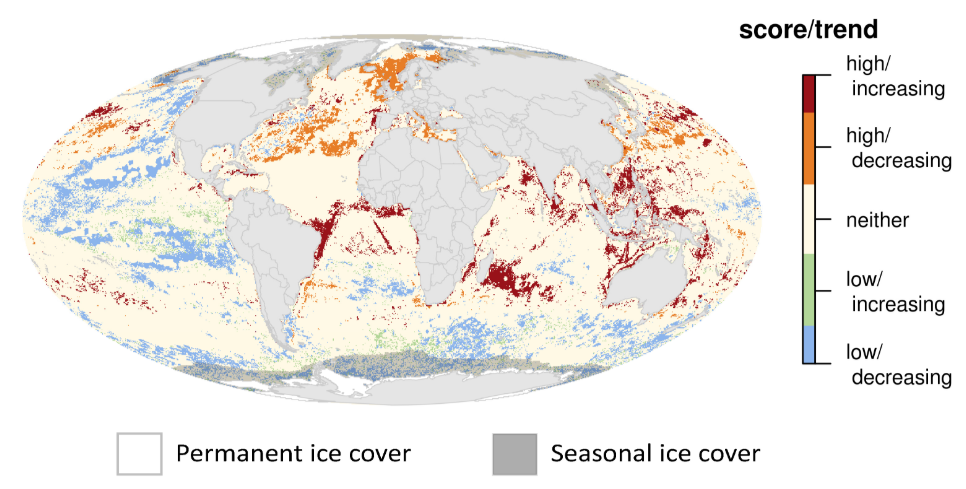 score/trend
high/
increasing
high/
decreasing
neither
low/
increasing
low/
decreasing
Permanent ice cover
Seasonal ice cover